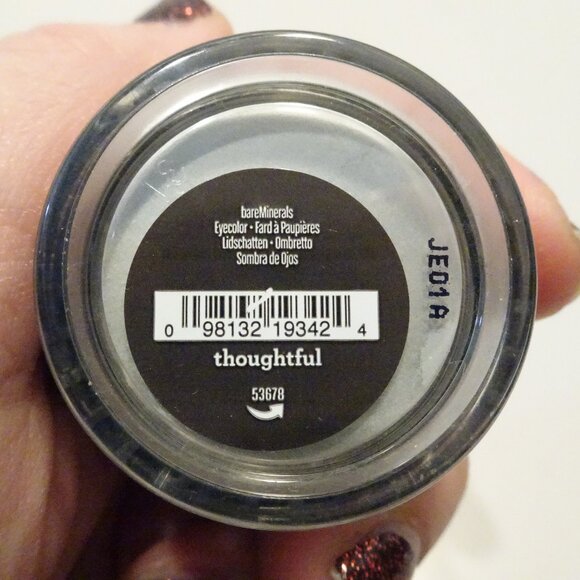 bareMinerals
Eyecolor • Fard à Paupières
Lidschatten • Ombretto
Sombra de Ojos
0 98132 19342 4
thoughtful
53678
JE01A